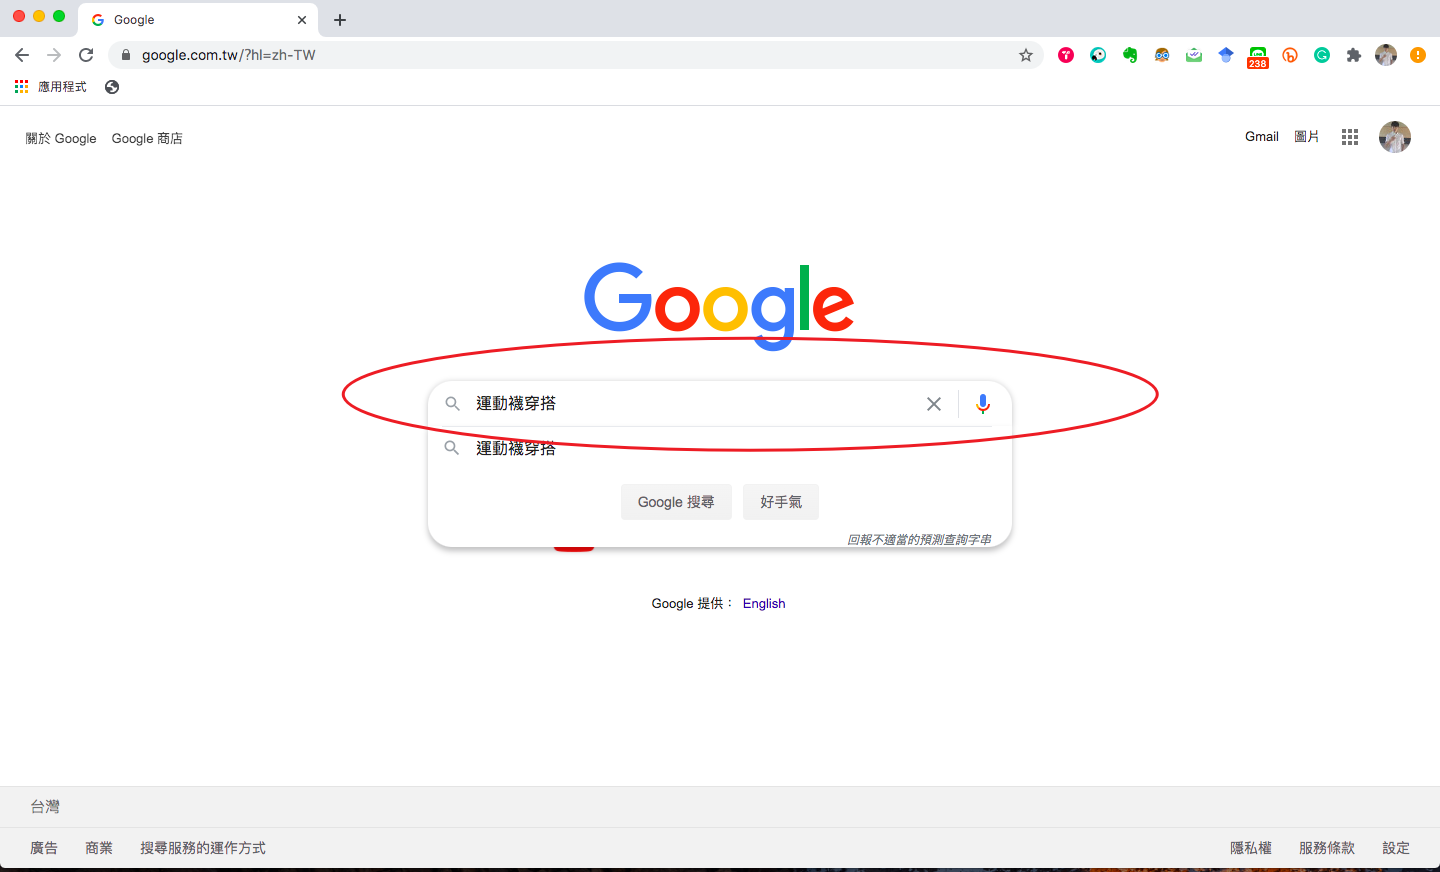 Google
google.com.tw/?hl=zh-TW
238
應用程式
關於 Google Google 商店
Gmail 圖片
Google
運動襪穿搭
運動襪穿搭
Google 搜尋 好手氣
回報不適當的預測查詢字串
Google 提供： English
台灣
廣告 商業 搜尋服務的運作方式 隱私權 服務條款 設定